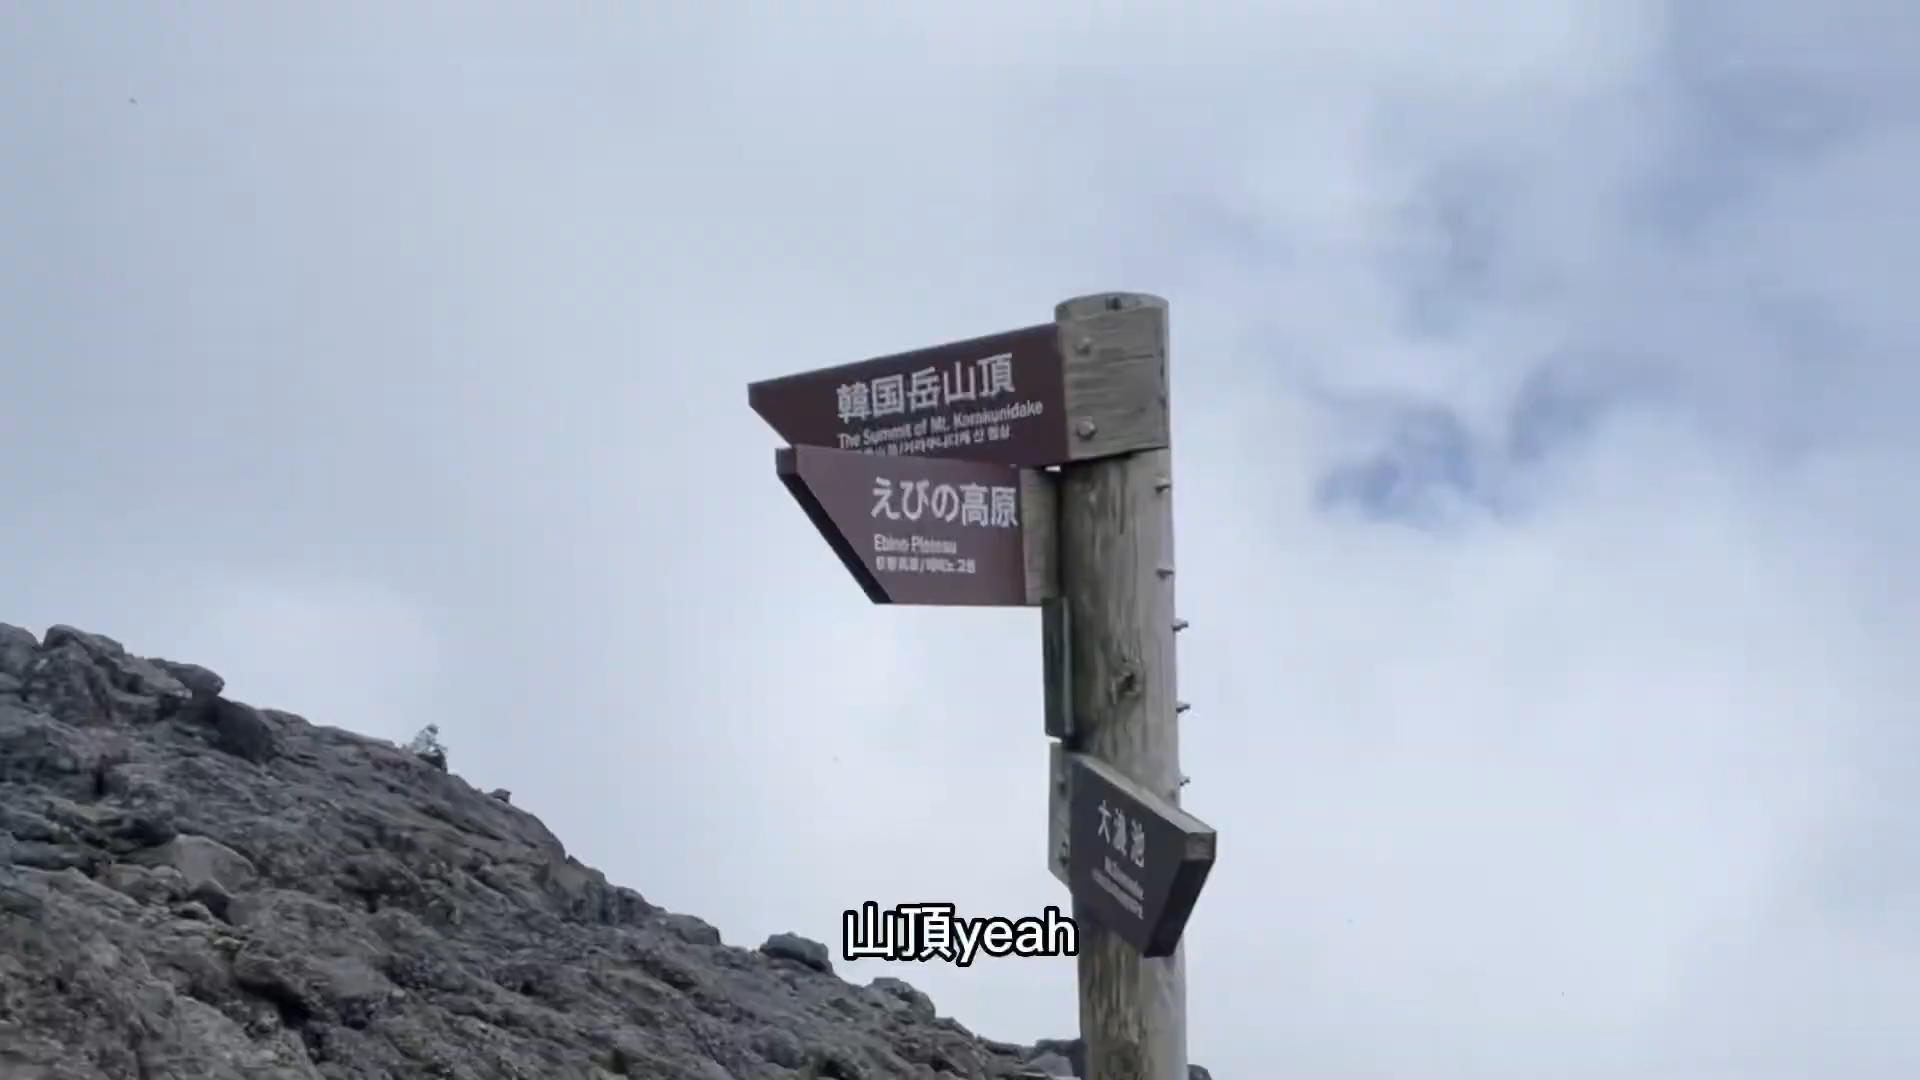 韓国岳山頂
The Summit of Mt. Karakunidake
えびの高原
Ebino Plateau
大浪池
山頂yeah